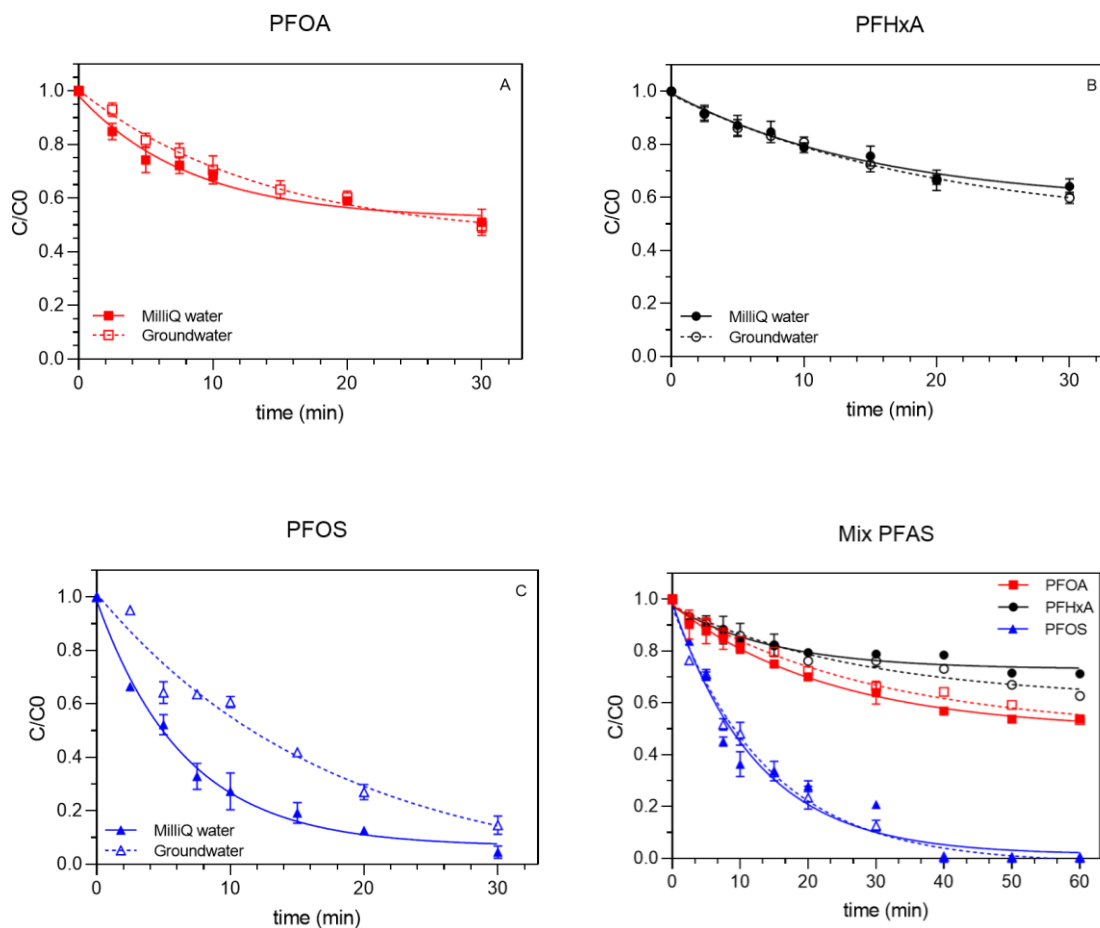 PFOA
A
1.0
0.8
0.6
0.4
0.2
0.0
C/C0
MilliQ water
Groundwater
0
10
20
30
time (min)
PFHxA
B
1.0
0.8
0.6
0.4
0.2
0.0
C/C0
MilliQ water
Groundwater
0
10
20
30
time (min)
PFOS
C
1.0
0.8
0.6
0.4
0.2
0.0
C/C0
MilliQ water
Groundwater
0
10
20
30
time (min)
Mix PFAS
PFOA
PFHxA
PFOS
1.0
0.8
0.6
0.4
0.2
0.0
C/C0
0
10
20
30
40
50
60
time (min)